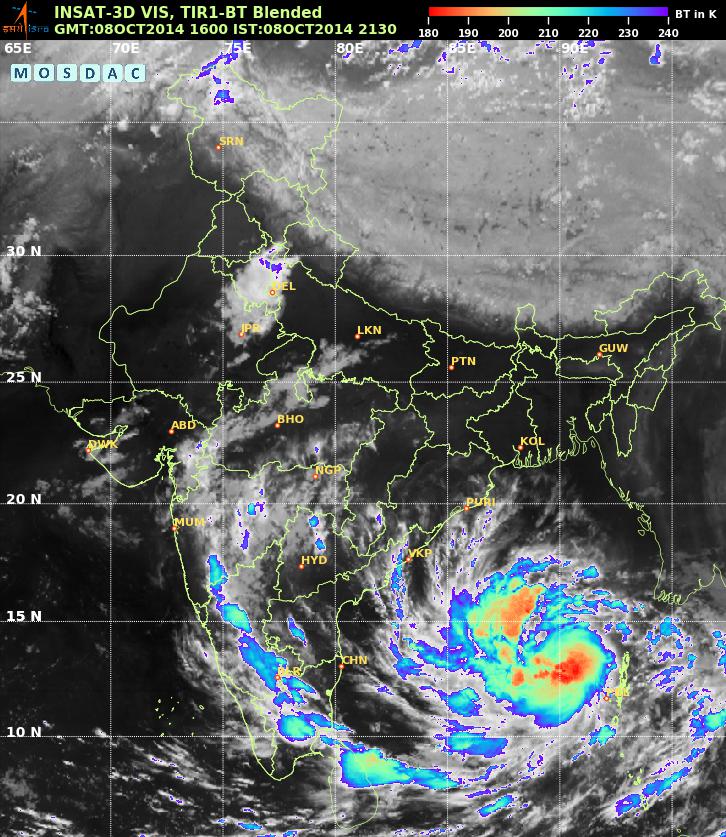 INSAT-3D VIS, TIR1-BT Blended
GMT:08OCT2014 1600 IST:08OCT2014 2130
BT in K
180 190 200 210 220 230 240
65E 70E 75E 80E 85E 90E
MOSDAC
SRN
30 N
DEL
JPR
LKN
GUW
PTN
25 N
ABD
BHO
KOL
DWK
NGP
20 N
PURI
MUM
VKP
HYD
15 N
CHN
BLR
PBL
10 N